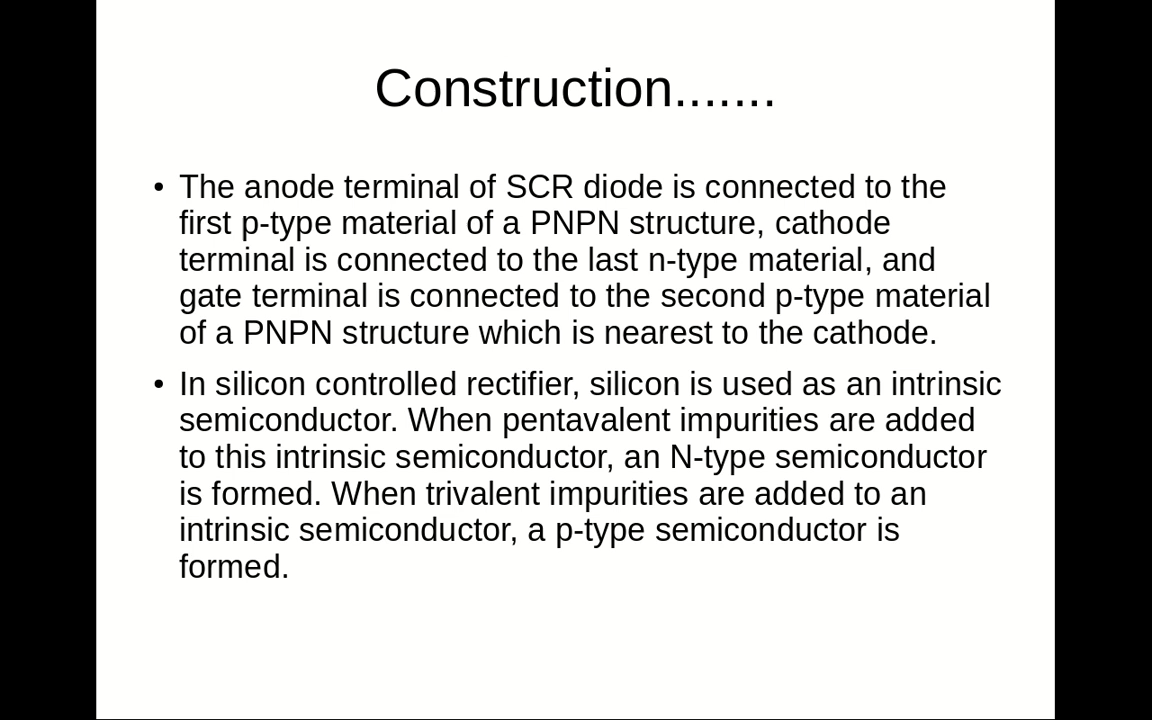 Construction.......
• The anode terminal of SCR diode is connected to the
first p-type material of a PNPN structure, cathode
terminal is connected to the last n-type material, and
gate terminal is connected to the second p-type material
of a PNPN structure which is nearest to the cathode.
• In silicon controlled rectifier, silicon is used as an intrinsic
semiconductor. When pentavalent impurities are added
to this intrinsic semiconductor, an N-type semiconductor
is formed. When trivalent impurities are added to an
intrinsic semiconductor, a p-type semiconductor is
formed.